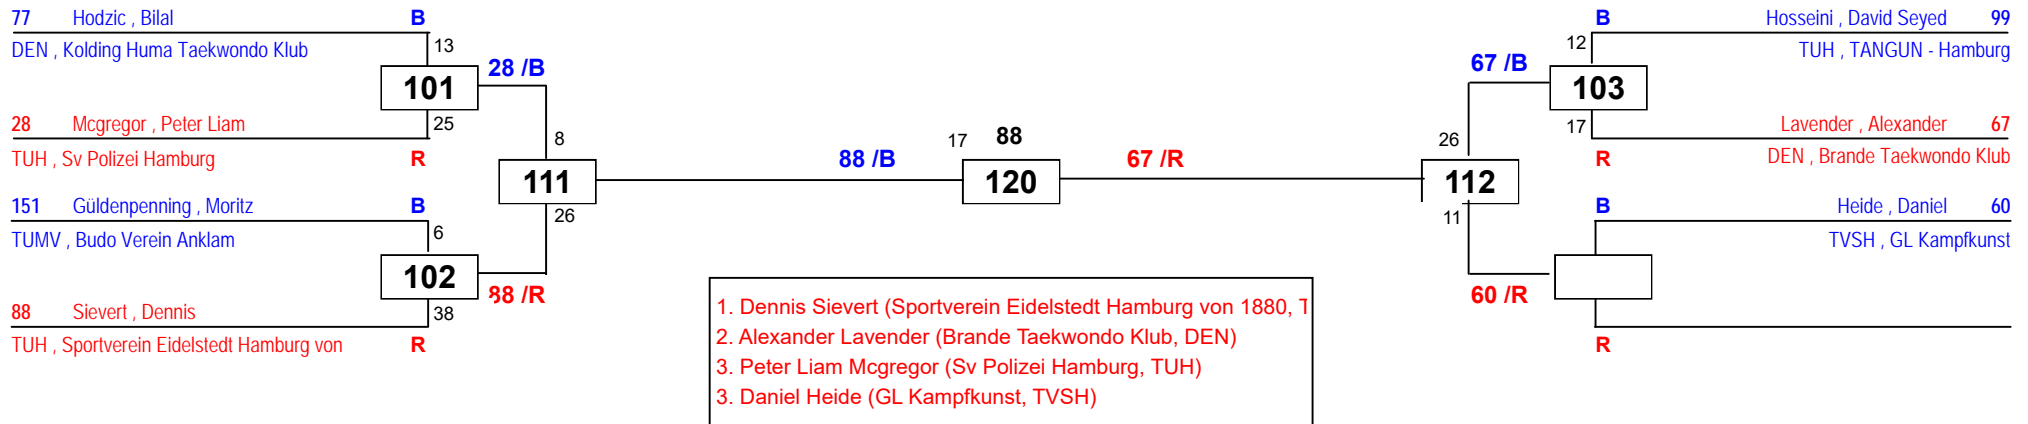 77 Hodzic , Bilal B
DEN , Kolding Huma Taekwondo Klub
13
101
28 /B
28 Mcgregor , Peter Liam
25
TUH , Sv Polizei Hamburg R
8
111
26
151 Güldenpenning , Moritz B
TUMV , Budo Verein Anklam
6
102
88 /R
88 Sievert , Dennis
38
TUH , Sportverein Eidelstedt Hamburg von R
88 /B
17 88
120
67 /R
B Hosseini , David Seyed 99
12
TUH , TANGUN - Hamburg
67 /B
103
17
Lavender , Alexander 67
R DEN , Brande Taekwondo Klub
26
112
11
B Heide , Daniel 60
TVSH , GL Kampfkunst
60 /R
R
1. Dennis Sievert (Sportverein Eidelstedt Hamburg von 1880,
2. Alexander Lavender (Brande Taekwondo Klub, DEN)
3. Peter Liam Mcgregor (Sv Polizei Hamburg, TUH)
3. Daniel Heide (GL Kampfkunst, TVSH)